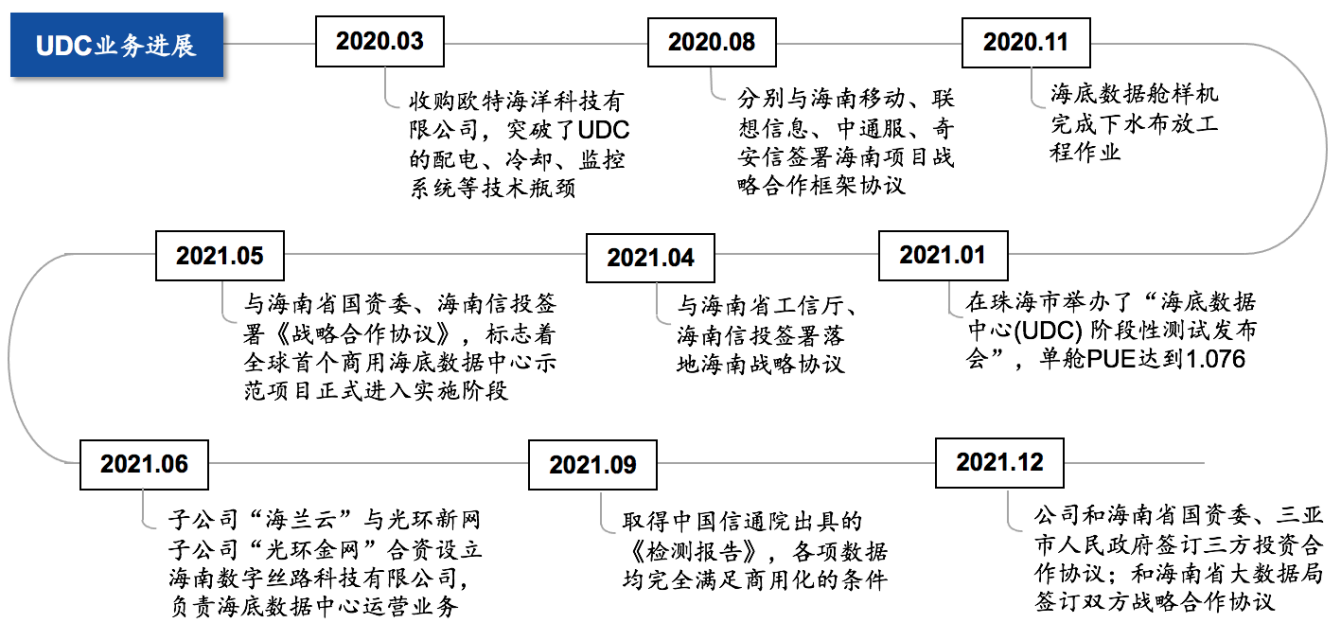 UDC业务进展
2020.03
收购欧特海洋科技有
限公司，突破了UDC
的配电、冷却、监控
系统等技术瓶颈
2020.08
分别与海南移动、联
想信息、中通服、奇
安信签署海南项目战
略合作框架协议
2020.11
海底数据舱样机
完成下水布放工
程作业
2021.01
在珠海市举办了“海底数据
中心(UDC) 阶段性测试发布
会”，单舱PUE达到1.076
2021.04
与海南省工信厅、
海南信投签署落
地海南战略协议
2021.05
与海南省国资委、海南信投签
署《战略合作协议》，标志着
全球首个商用海底数据中心示
范项目正式进入实施阶段
2021.06
子公司“海兰云”与光环新网
子公司“光环金网”合资设立
海南数字丝路科技有限公司，
负责海底数据中心运营业务
2021.09
取得中国信通院出具的
《检测报告》，各项数据
均完全满足商用化的条件
2021.12
公司和海南省国资委、三亚
市人民政府签订三方投资合
作协议；和海南省大数据局
签订双方战略合作协议